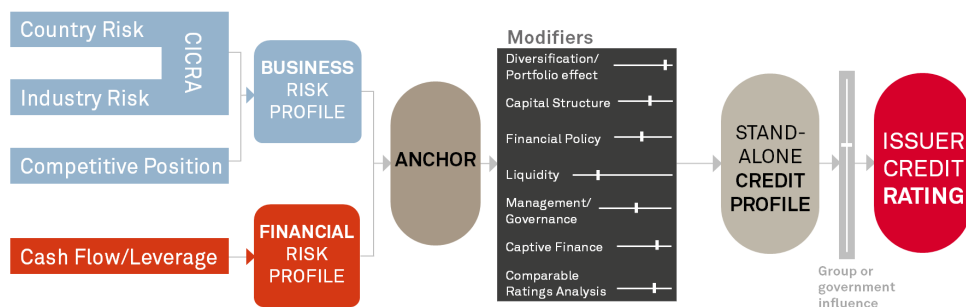 Country Risk
CICRA
Industry Risk
Competitive Position
Cash Flow/Leverage
BUSINESS
RISK
PROFILE
FINANCIAL
RISK
PROFILE
ANCHOR
Modifiers
Diversification/
Portfolio effect
Capital Structure
Financial Policy
Liquidity
Management/
Governance
Captive Finance
Comparable
Ratings Analysis
STAND-
ALONE
CREDIT
PROFILE
Group or
government
influence
ISSUER
CREDIT
RATING